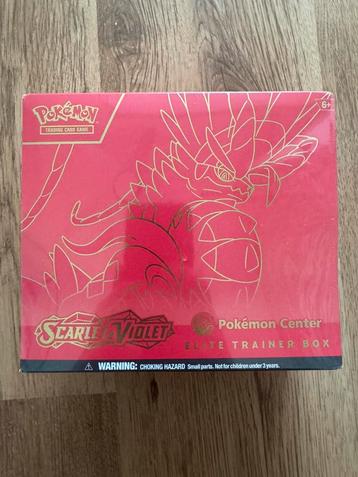 POKéMON
TRADING CARD GAME
6+
SCARLET & VIOLET
Pokémon Center
ELITE TRAINER BOX
WARNING: CHOKING HAZARD Small parts. Not for children under 3 years.